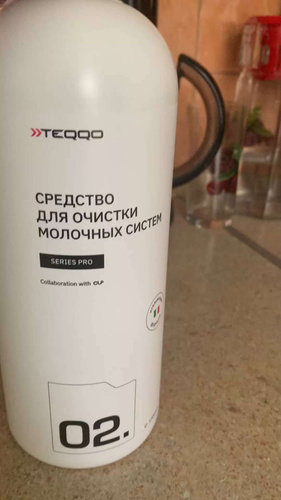 »TEQQO
СРЕДСТВО
ДЛЯ ОЧИСТКИ
МОЛОЧНЫХ СИСТЕМ
SERIES PRO
Collaboration with
02.